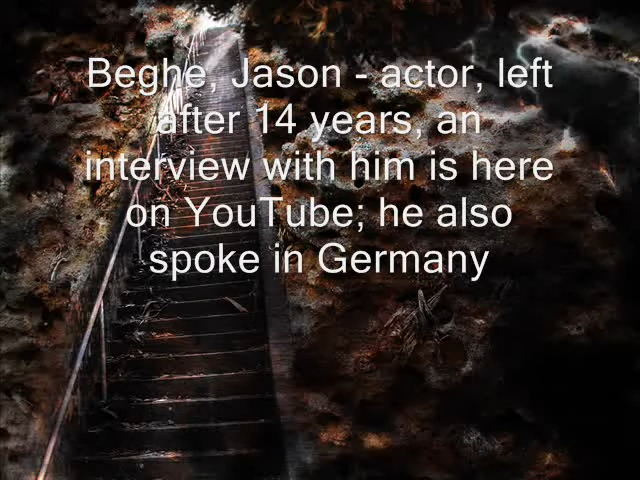 Beghe, Jason - actor, left
after 14 years, an
interview with him is here
on YouTube; he also
spoke in Germany